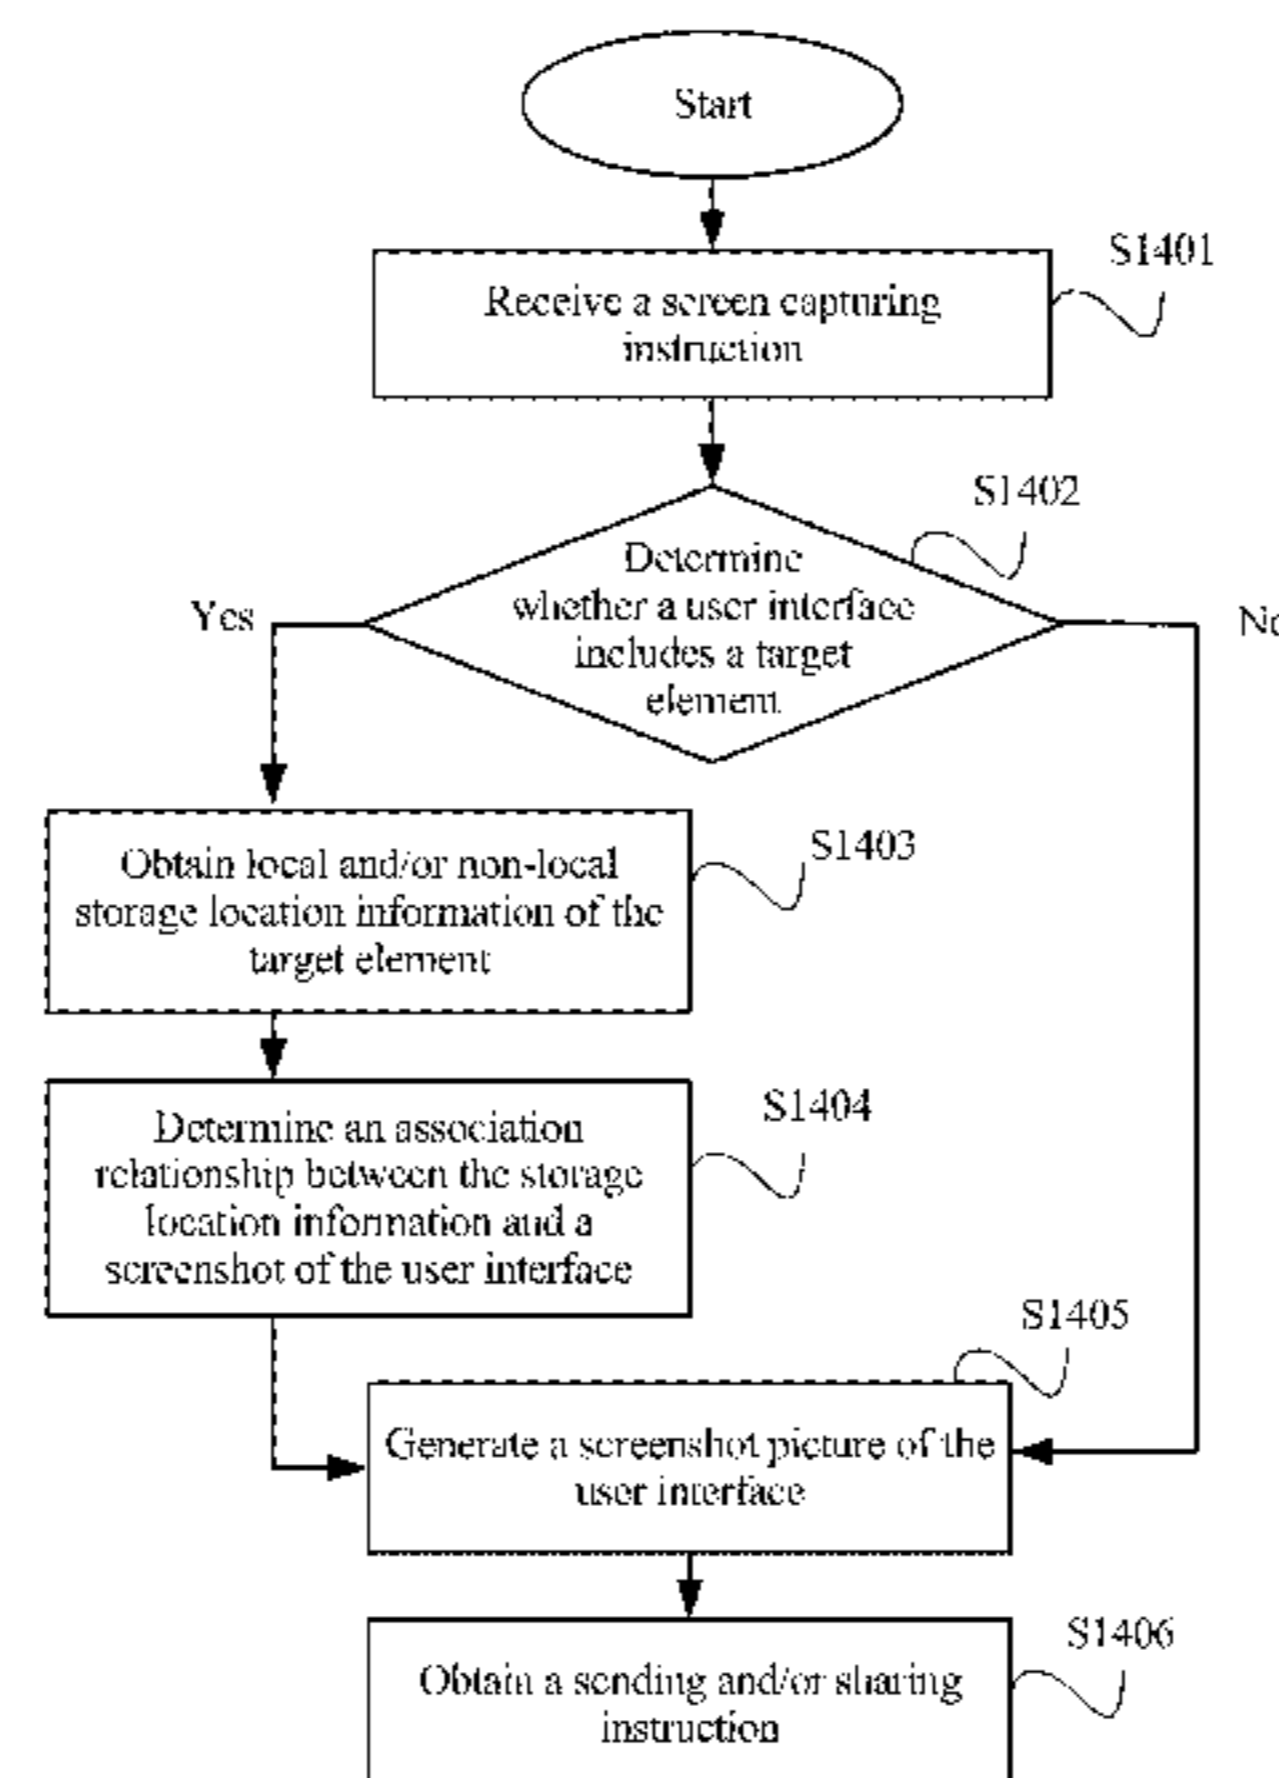 Start
S1401
Receive a screen capturing
instruction
S1402
Determine
whether a user interface
includes a target
element
Yes
No
S1403
Obtain local and/or non-local
storage location information of the
target element
S1404
Determine an association
relationship between the storage
location information and a
screenshot of the user interface
S1405
Generate a screenshot picture of the
user interface
S1406
Obtain a sending and/or sharing
instruction